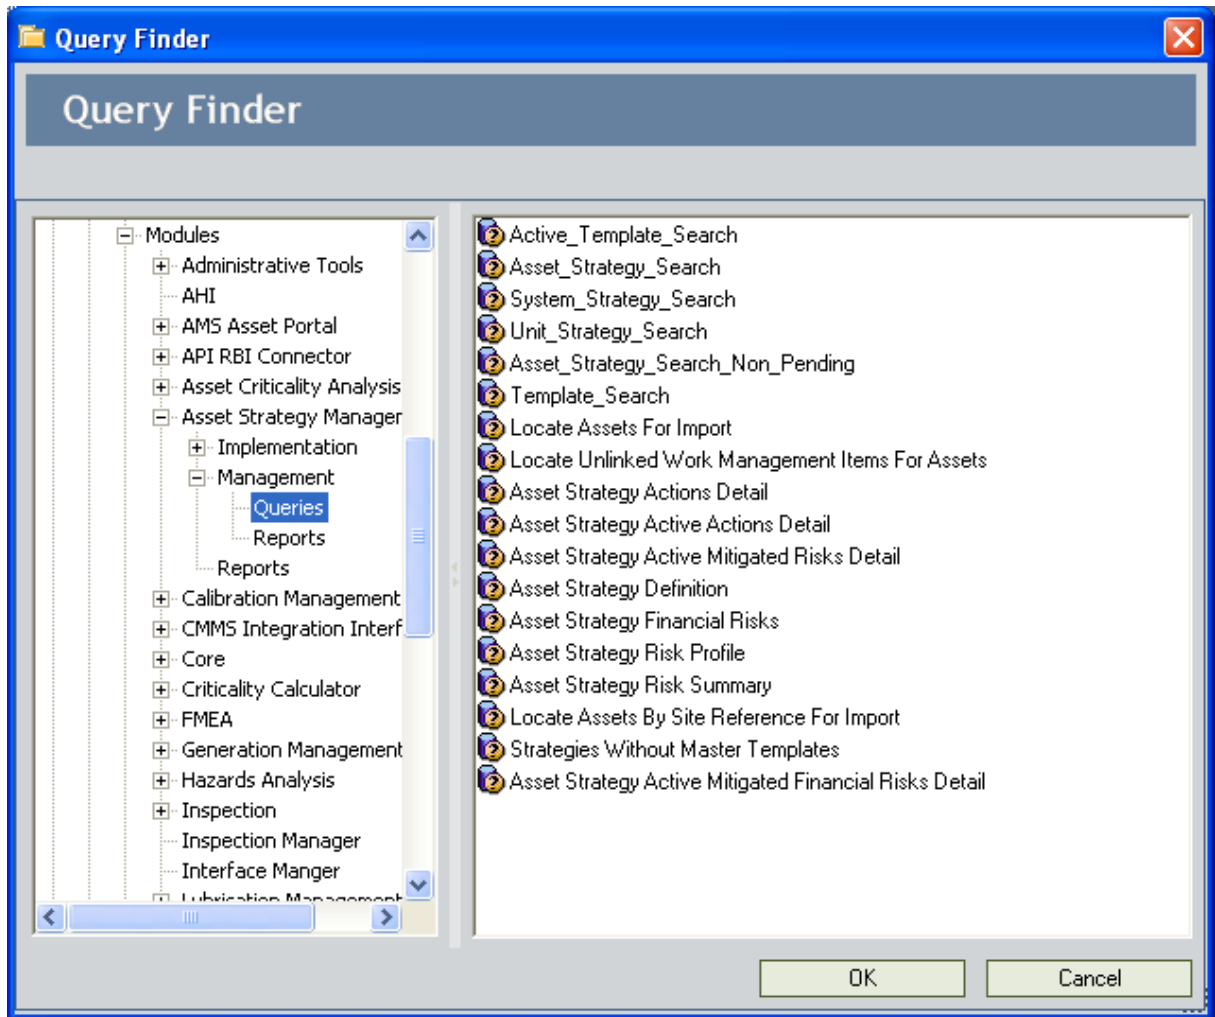 Query Finder
Query Finder
Modules
Administrative Tools
AHI
AMS Asset Portal
API RBI Connector
Asset Criticality Analysis
Asset Strategy Manager
Implementation
Management
Queries
Reports
Reports
Calibration Management
CMMS Integration Interf
Core
Criticality Calculator
FMEA
Generation Management
Hazards Analysis
Inspection
Inspection Manager
Interface Manger
Lubrication Management
Active_Template_Search
Asset_Strategy_Search
System_Strategy_Search
Unit_Strategy_Search
Asset_Strategy_Search_Non_Pending
Template_Search
Locate Assets For Import
Locate Unlinked Work Management Items For Assets
Asset Strategy Actions Detail
Asset Strategy Active Actions Detail
Asset Strategy Active Mitigated Risks Detail
Asset Strategy Definition
Asset Strategy Financial Risks
Asset Strategy Risk Profile
Asset Strategy Risk Summary
Locate Assets By Site Reference For Import
Strategies Without Master Templates
Asset Strategy Active Mitigated Financial Risks Detail
OK
Cancel